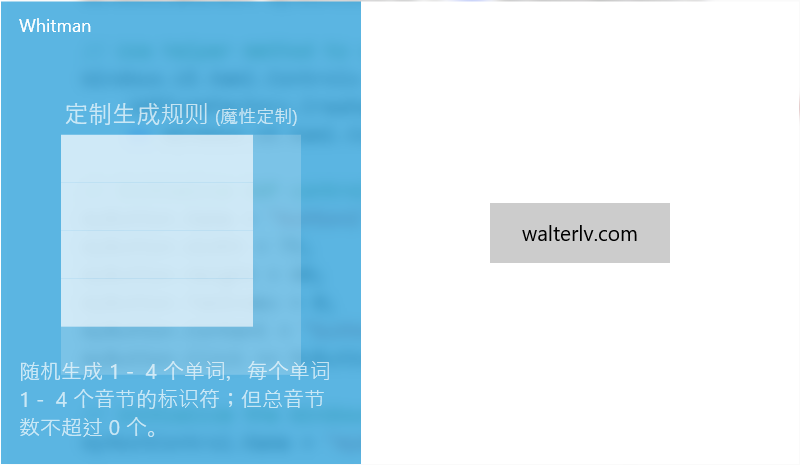 Whitman
定制生成规则 (魔性定制)
随机生成 1 - 4 个单词，每个单词
1 - 4 个音节的标识符；但总音节
数不超过 0 个。
walterlv.com